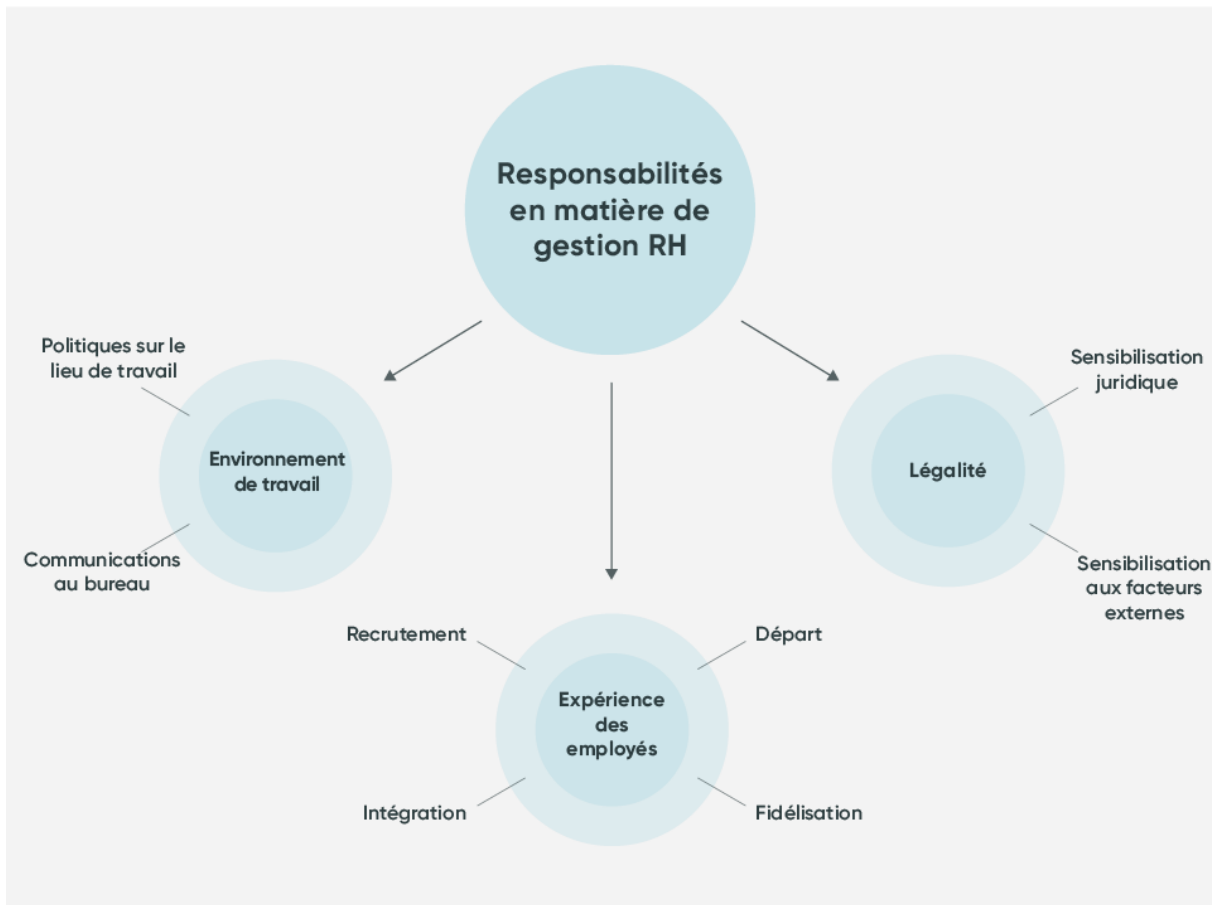 Responsabilités
en matière de
gestion RH
Politiques sur le
lieu de travail
Environnement
de travail
Communications
au bureau
Sensibilisation
juridique
Légalité
Sensibilisation
aux facteurs
externes
Recrutement
Départ
Expérience
des
employés
Intégration
Fidélisation